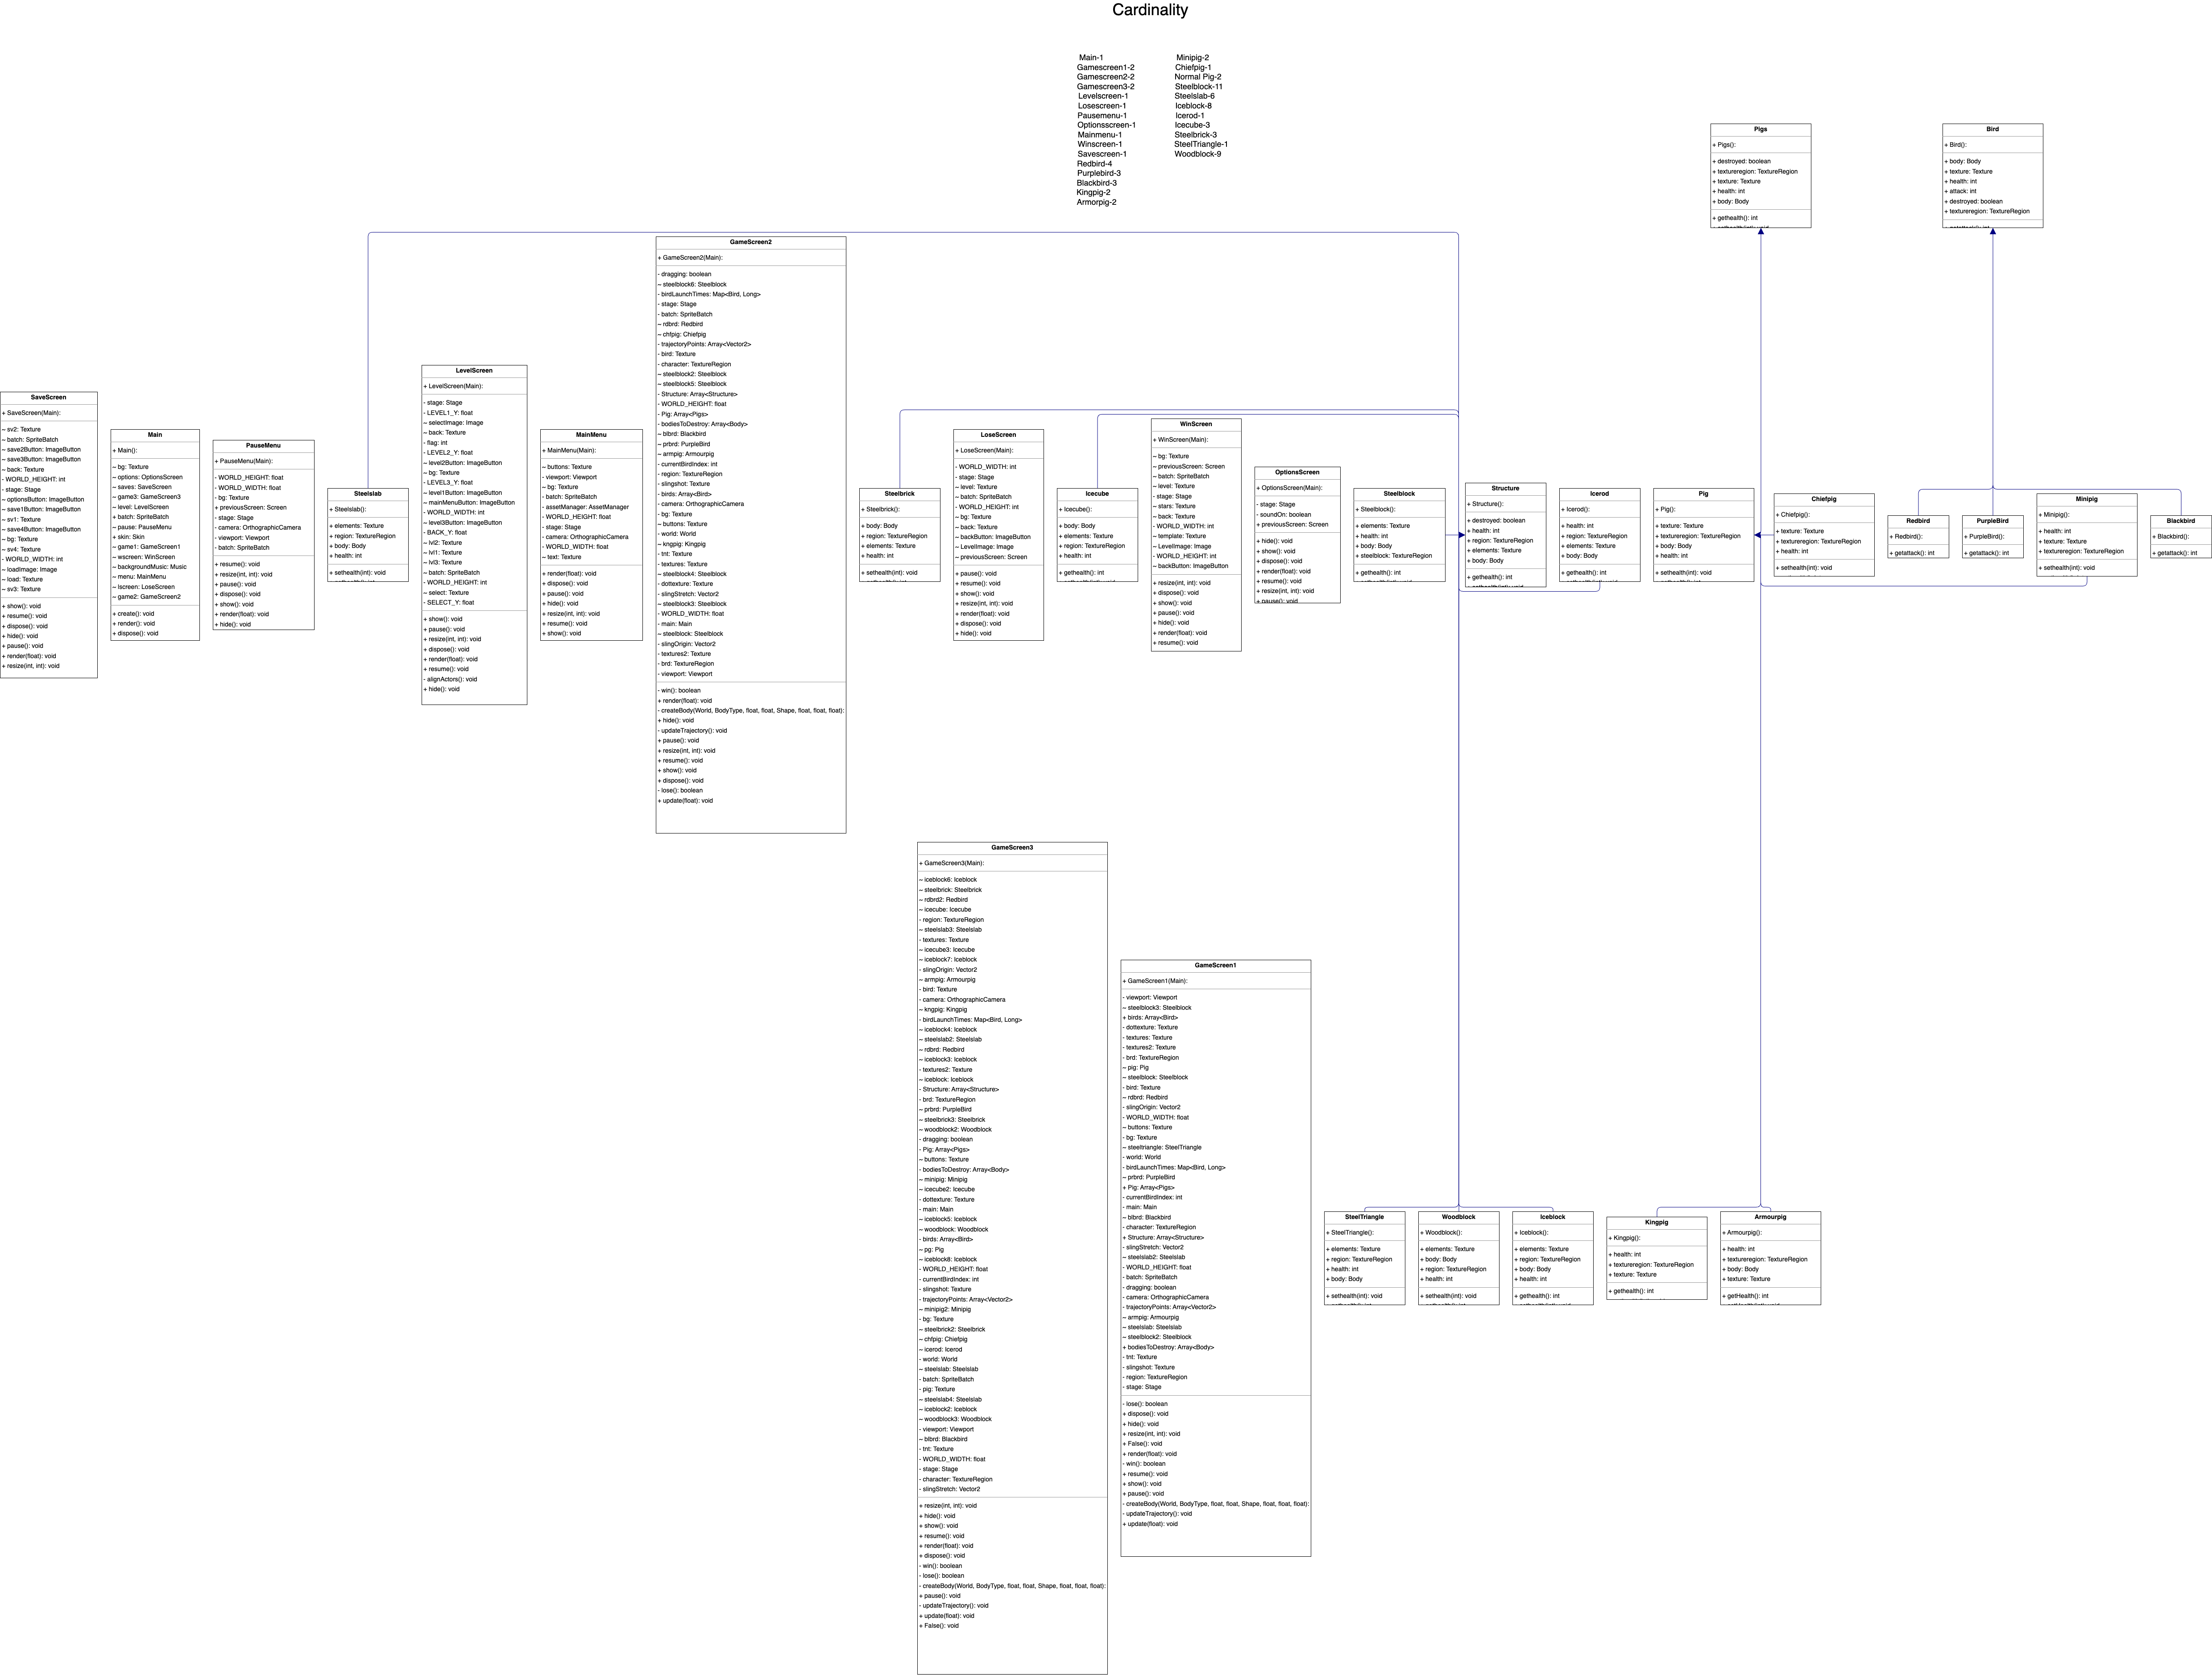 Cardinality
Main-1
Gamescreen1-2
Gamescreen2-2
Gamescreen3-2
Levelscreen-1
Losescreen-1
Pausemenu-1
Optionsscreen-1
Mainmenu-1
Winscreen-1
Savescreen-1
Redbird-4
Purplebird-3
Blackbird-3
Kingpig-2
Armorpig-2
Minipig-2
Chiefpig-1
Normal Pig-2
Steelblock-11
Steelslab-6
Iceblock-8
Icerod-1
Icecube-3
Steelbrick-3
SteelTriangle-1
Woodblock-9
Pigs
+ Pigs():
+ destroyed: boolean
+ textureregion: TextureRegion
+ texture: Texture
+ health: int
+ body: Body
+ gethealth(): int
Bird
+ Bird():
+ body: Body
+ texture: Texture
+ health: int
+ attack: int
+ destroyed: boolean
+ textureregion: TextureRegion
SaveScreen
+ SaveScreen(Main):
~ sv2: Texture
~ batch: SpriteBatch
~ save2Button: ImageButton
~ save3Button: ImageButton
~ back: Texture
- WORLD_HEIGHT: int
- stage: Stage
~ optionsButton: ImageButton
~ save1Button: ImageButton
~ sv1: Texture
~ save4Button: ImageButton
~ bg: Texture
~ sv4: Texture
- WORLD_WIDTH: int
~ loadImage: Image
~ load: Texture
~ sv3: Texture
+ show(): void
+ resume(): void
+ dispose(): void
+ hide(): void
+ pause(): void
+ render(float): void
+ resize(int, int): void
Main
+ Main():
~ bg: Texture
~ options: OptionsScreen
~ saves: SaveScreen
~ game3: GameScreen3
~ level: LevelScreen
+ batch: SpriteBatch
~ pause: PauseMenu
+ skin: Skin
~ game1: GameScreen1
~ wscreen: WinScreen
~ backgroundMusic: Music
~ menu: MainMenu
~ lscreen: LoseScreen
~ game2: GameScreen2
+ create(): void
+ render(): void
+ dispose(): void
PauseMenu
+ PauseMenu(Main):
- WORLD_HEIGHT: float
- WORLD_WIDTH: float
- bg: Texture
+ previousScreen: Screen
- stage: Stage
- camera: OrthographicCamera
- viewport: Viewport
- batch: SpriteBatch
+ resume(): void
+ resize(int, int): void
+ pause(): void
+ dispose(): void
+ show(): void
+ render(float): void
+ hide(): void
Steelslab
+ Steelslab():
+ elements: Texture
+ region: TextureRegion
+ body: Body
+ health: int
+ sethealth(int): void
LevelScreen
+ LevelScreen(Main):
- stage: Stage
- LEVEL1_Y: float
~ selectImage: Image
~ back: Texture
- flag: int
- LEVEL2_Y: float
~ level2Button: ImageButton
~ bg: Texture
- LEVEL3_Y: float
~ level1Button: ImageButton
~ mainMenuButton: ImageButton
- WORLD_WIDTH: int
~ level3Button: ImageButton
- BACK_Y: float
~ lvl2: Texture
~ lvl1: Texture
~ lvl3: Texture
~ batch: SpriteBatch
- WORLD_HEIGHT: int
~ select: Texture
- SELECT_Y: float
+ show(): void
+ pause(): void
+ resize(int, int): void
+ dispose(): void
+ render(float): void
+ resume(): void
- alignActors(): void
+ hide(): void
MainMenu
+ MainMenu(Main):
~ buttons: Texture
- viewport: Viewport
~ bg: Texture
- batch: SpriteBatch
- assetManager: AssetManager
- WORLD_HEIGHT: float
- stage: Stage
- camera: OrthographicCamera
- WORLD_WIDTH: float
~ text: Texture
+ render(float): void
+ dispose(): void
+ pause(): void
+ hide(): void
+ resize(int, int): void
+ resume(): void
+ show(): void
GameScreen2
+ GameScreen2(Main):
- dragging: boolean
~ steelblock6: Steelblock
- birdLaunchTimes: Map<Bird, Long>
- stage: Stage
- batch: SpriteBatch
~ rdbrd: Redbird
~ chfpig: Chiefpig
- trajectoryPoints: Array<Vector2>
- bird: Texture
- character: TextureRegion
~ steelblock2: Steelblock
~ steelblock5: Steelblock
- Structure: Array<Structure>
- WORLD_HEIGHT: float
- Pig: Array<Pigs>
- bodiesToDestroy: Array<Body>
~ blbrd: Blackbird
~ prbrd: PurpleBird
~ armpig: Armourpig
- currentBirdIndex: int
- region: TextureRegion
- slingshot: Texture
- birds: Array<Bird>
- camera: OrthographicCamera
- bg: Texture
~ buttons: Texture
- world: World
~ kngpig: Kingpig
- tnt: Texture
- textures: Texture
~ steelblock4: Steelblock
- dottexture: Texture
- slingStretch: Vector2
~ steelblock3: Steelblock
- WORLD_WIDTH: float
- main: Main
~ steelblock: Steelblock
- slingOrigin: Vector2
- textures2: Texture
- brd: TextureRegion
- viewport: Viewport
- win(): boolean
+ render(float): void
- createBody(World, BodyType, float, float, Shape, float, float, float):
+ hide(): void
- updateTrajectory(): void
+ pause(): void
+ resize(int, int): void
+ resume(): void
+ show(): void
+ dispose(): void
- lose(): boolean
+ update(float): void
Steelbrick
+ Steelbrick():
+ body: Body
+ region: TextureRegion
+ elements: Texture
+ health: int
+ sethealth(int): void
LoseScreen
+ LoseScreen(Main):
- WORLD_WIDTH: int
- stage: Stage
~ level: Texture
~ batch: SpriteBatch
- WORLD_HEIGHT: int
~ bg: Texture
~ back: Texture
~ backButton: ImageButton
~ LevelImage: Image
~ previousScreen: Screen
+ pause(): void
+ resume(): void
+ show(): void
+ resize(int, int): void
+ render(float): void
+ dispose(): void
+ hide(): void
Icecube
+ Icecube():
+ body: Body
+ elements: Texture
+ region: TextureRegion
+ health: int
+ gethealth(): int
WinScreen
+ WinScreen(Main):
~ bg: Texture
~ previousScreen: Screen
~ batch: SpriteBatch
~ level: Texture
- stage: Stage
~ stars: Texture
~ back: Texture
- WORLD_WIDTH: int
~ template: Texture
~ LevelImage: Image
- WORLD_HEIGHT: int
~ backButton: ImageButton
+ resize(int, int): void
+ dispose(): void
+ show(): void
+ pause(): void
+ hide(): void
+ render(float): void
+ resume(): void
OptionsScreen
+ OptionsScreen(Main):
- stage: Stage
- soundOn: boolean
+ previousScreen: Screen
+ hide(): void
+ show(): void
+ dispose(): void
+ render(float): void
+ resume(): void
+ resize(int, int): void
+ pause(): void
Steelblock
+ Steelblock():
+ elements: Texture
+ health: int
+ body: Body
+ steelblock: TextureRegion
+ gethealth(): int
Structure
+ Structure():
+ destroyed: boolean
+ health: int
+ region: TextureRegion
+ elements: Texture
+ body: Body
+ gethealth(): int
Icerod
+ Icerod():
+ health: int
+ region: TextureRegion
+ elements: Texture
+ body: Body
+ gethealth(): int
Pig
+ Pig():
+ texture: Texture
+ textureregion: TextureRegion
+ body: Body
+ health: int
+ sethealth(int): void
Chiefpig
+ Chiefpig():
+ texture: Texture
+ textureregion: TextureRegion
+ health: int
+ sethealth(int): void
Redbird
+ Redbird():
+ getattack(): int
PurpleBird
+ PurpleBird():
+ getattack(): int
Minipig
+ Minipig():
+ health: int
+ texture: Texture
+ textureregion: TextureRegion
+ sethealth(int): void
Blackbird
+ Blackbird():
+ getattack(): int
GameScreen3
+ GameScreen3(Main):
~ iceblock6: Iceblock
~ steelbrick: Steelbrick
~ rdbrd2: Redbird
~ icecube: Icecube
- region: TextureRegion
~ steelslab3: Steelslab
- textures: Texture
~ icecube3: Icecube
~ iceblock7: Iceblock
- slingOrigin: Vector2
~ armpig: Armourpig
- bird: Texture
- camera: OrthographicCamera
~ kngpig: Kingpig
- birdLaunchTimes: Map<Bird, Long>
~ iceblock4: Iceblock
~ steelslab2: Steelslab
~ rdbrd: Redbird
~ iceblock3: Iceblock
- textures2: Texture
~ iceblock: Iceblock
- Structure: Array<Structure>
- brd: TextureRegion
~ prbrd: PurpleBird
~ steelbrick3: Steelbrick
~ woodblock2: Woodblock
- dragging: boolean
- Pig: Array<Pigs>
~ buttons: Texture
- bodiesToDestroy: Array<Body>
~ minipig: Minipig
~ icecube2: Icecube
- dottexture: Texture
- main: Main
~ iceblock5: Iceblock
~ woodblock: Woodblock
- birds: Array<Bird>
~ pg: Pig
~ iceblock8: Iceblock
- WORLD_HEIGHT: float
- currentBirdIndex: int
- slingshot: Texture
- trajectoryPoints: Array<Vector2>
~ minipig2: Minipig
- bg: Texture
~ steelbrick2: Steelbrick
~ chfpig: Chiefpig
~ icerod: Icerod
- world: World
~ steelslab: Steelslab
- batch: SpriteBatch
- pig: Texture
~ steelslab4: Steelslab
~ iceblock2: Iceblock
~ woodblock3: Woodblock
- viewport: Viewport
~ blbrd: Blackbird
- tnt: Texture
- WORLD_WIDTH: float
- stage: Stage
- character: TextureRegion
- slingStretch: Vector2
+ resize(int, int): void
+ hide(): void
+ show(): void
+ resume(): void
+ render(float): void
+ dispose(): void
- win(): boolean
- lose(): boolean
- createBody(World, BodyType, float, float, Shape, float, float, float):
+ pause(): void
- updateTrajectory(): void
+ update(float): void
+ False(): void
GameScreen1
+ GameScreen1(Main):
- viewport: Viewport
~ steelblock3: Steelblock
+ birds: Array<Bird>
- dottexture: Texture
- textures: Texture
- textures2: Texture
- brd: TextureRegion
~ pig: Pig
~ steelblock: Steelblock
- bird: Texture
~ rdbrd: Redbird
- slingOrigin: Vector2
- WORLD_WIDTH: float
~ buttons: Texture
- bg: Texture
~ steeltriangle: SteelTriangle
- world: World
- birdLaunchTimes: Map<Bird, Long>
~ prbrd: PurpleBird
+ Pig: Array<Pigs>
- currentBirdIndex: int
- main: Main
~ blbrd: Blackbird
- character: TextureRegion
+ Structure: Array<Structure>
- slingStretch: Vector2
~ steelslab2: Steelslab
- WORLD_HEIGHT: float
- batch: SpriteBatch
- dragging: boolean
- camera: OrthographicCamera
- trajectoryPoints: Array<Vector2>
~ armpig: Armourpig
~ steelslab: Steelslab
~ steelblock2: Steelblock
+ bodiesToDestroy: Array<Body>
- tnt: Texture
- slingshot: Texture
- region: TextureRegion
- stage: Stage
- lose(): boolean
+ dispose(): void
+ hide(): void
+ resize(int, int): void
+ False(): void
+ render(float): void
- win(): boolean
+ resume(): void
+ show(): void
+ pause(): void
- createBody(World, BodyType, float, float, Shape, float, float, float):
- updateTrajectory(): void
+ update(float): void
SteelTriangle
+ SteelTriangle():
+ elements: Texture
+ region: TextureRegion
+ health: int
+ body: Body
+ sethealth(int): void
Woodblock
+ Woodblock():
+ elements: Texture
+ body: Body
+ region: TextureRegion
+ health: int
+ sethealth(int): void
Iceblock
+ Iceblock():
+ elements: Texture
+ region: TextureRegion
+ body: Body
+ health: int
+ gethealth(): int
Kingpig
+ Kingpig():
+ health: int
+ textureregion: TextureRegion
+ texture: Texture
+ gethealth(): int
Armourpig
+ Armourpig():
+ health: int
+ textureregion: TextureRegion
+ body: Body
+ texture: Texture
+ getHealth(): int